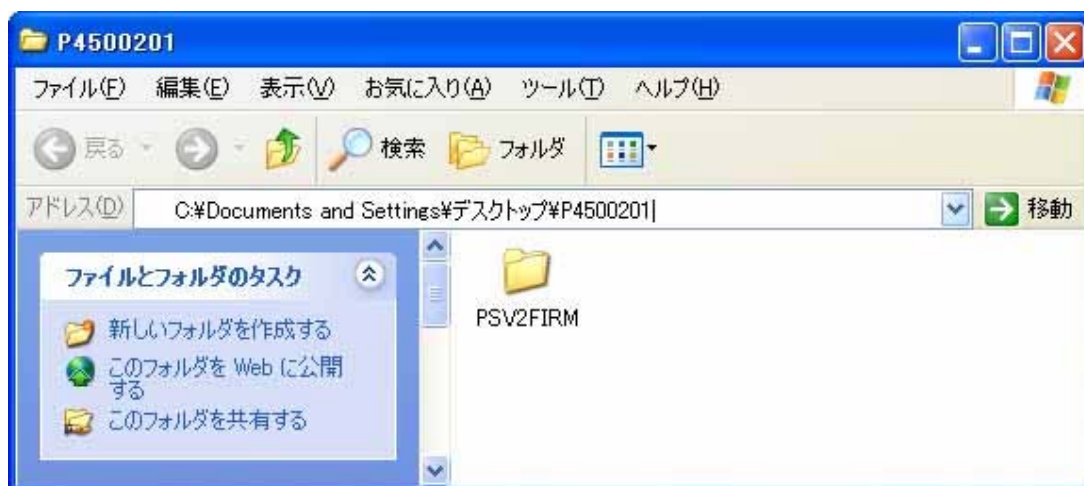 P4500201
ファイル(F) 編集(E) 表示(V) お気に入り(A) ツール(T) ヘルプ(H)
戻る 検索 フォルダ
アドレス(D) C:¥Documents and Settings¥デスクトップ¥P4500201 移動
ファイルとフォルダのタスク
新しいフォルダを作成する
このフォルダを Web に公開
する
このフォルダを共有する
PSV2FIRM